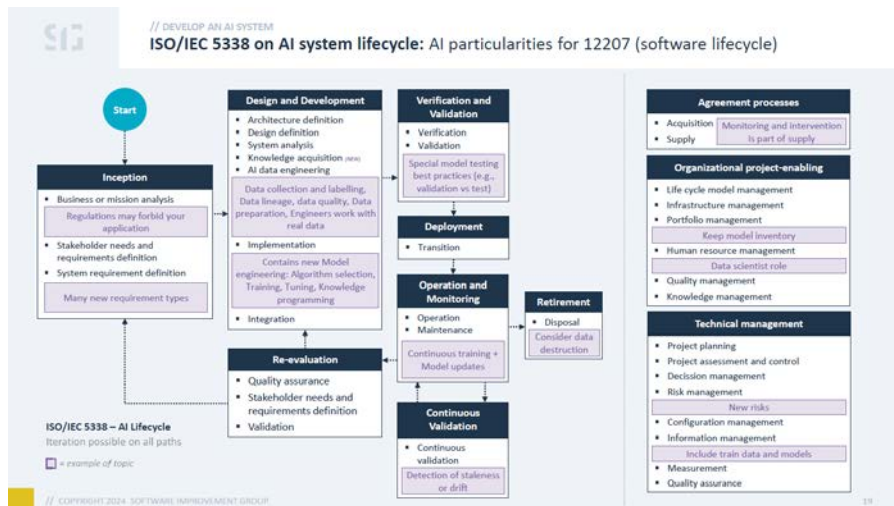 SIG
// DEVELOP AN AI SYSTEM
ISO/IEC 5338 on AI system lifecycle: AI particularities for 12207 (software lifecycle)
Start
Inception
Business or mission analysis
Regulations may forbid your
application
Stakeholder needs and
requirements definition
System requirement definition
Many new requirement types
Design and Development
Architecture definition
Design definition
System analysis
Knowledge acquisition (NEW)
AI data engineering
Data collection and labelling,
Data lineage, data quality, Data
preparation, Engineers work with
real data
Implementation
Contains new Model
engineering: Algorithm selection,
Training, Tuning, Knowledge
programming
Integration
Verification and
Validation
Verification
Validation
Special model testing
best practices (e.g.,
validation vs test)
Deployment
Transition
Operation and
Monitoring
Operation
Maintenance
Continuous training +
Model updates
Retirement
Disposal
Consider data
destruction
Re-evaluation
Quality assurance
Stakeholder needs and
requirements definition
Validation
Continuous
Validation
Continuous
validation
Detection of staleness
or drift
ISO/IEC 5338 – AI Lifecycle
Iteration possible on all paths
= example of topic
Agreement processes
Acquisition
Supply
Monitoring and intervention
Is part of supply
Organizational project-enabling
Life cycle model management
Infrastructure management
Portfolio management
Keep model inventory
Human resource management
Data scientist role
Quality management
Knowledge management
Technical management
Project planning
Project assessment and control
Decission management
Risk management
New risks
Configuration management
Information management
Include train data and models
Measurement
Quality assurance
// COPYRIGHT 2024 SOFTWARE IMPROVEMENT GROUP
19